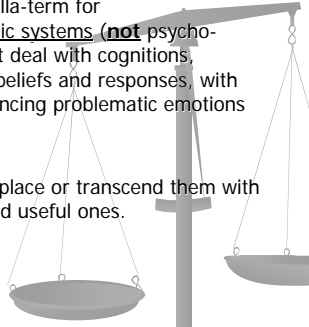 lla-term for
ic systems (not psycho-
t deal with cognitions,
beliefs and responses, with
ncing problematic emotions
place or transcend them with
d useful ones.